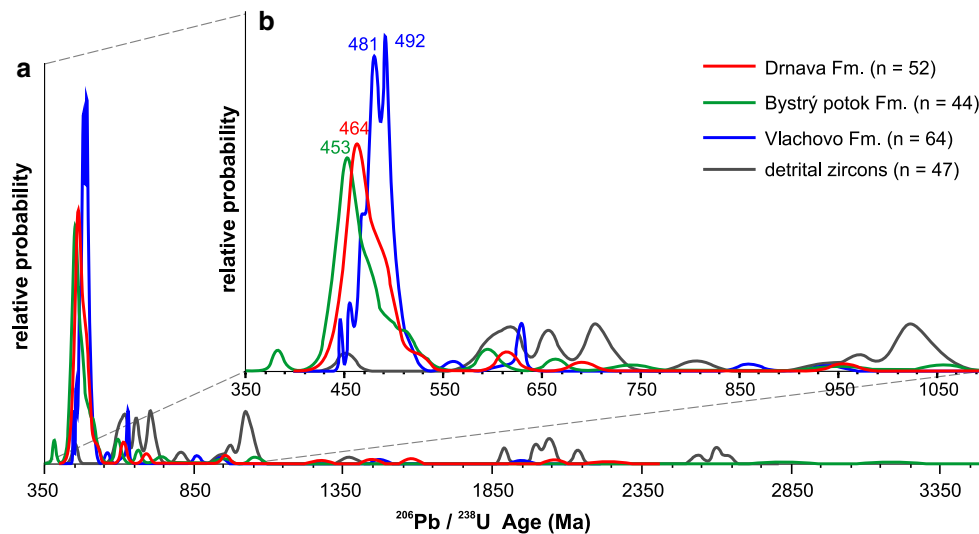 a
b
481
492
464
453
Drnava Fm. (n = 52)
Bystrý potok Fm. (n = 44)
Vlachovo Fm. (n = 64)
detrital zircons (n = 47)
relative probability
relative probability
350 450 550 650 750 850 950 1050
350 850 1350 1850 2350 2850 3350
²⁰⁶Pb / ²³⁸U Age (Ma)